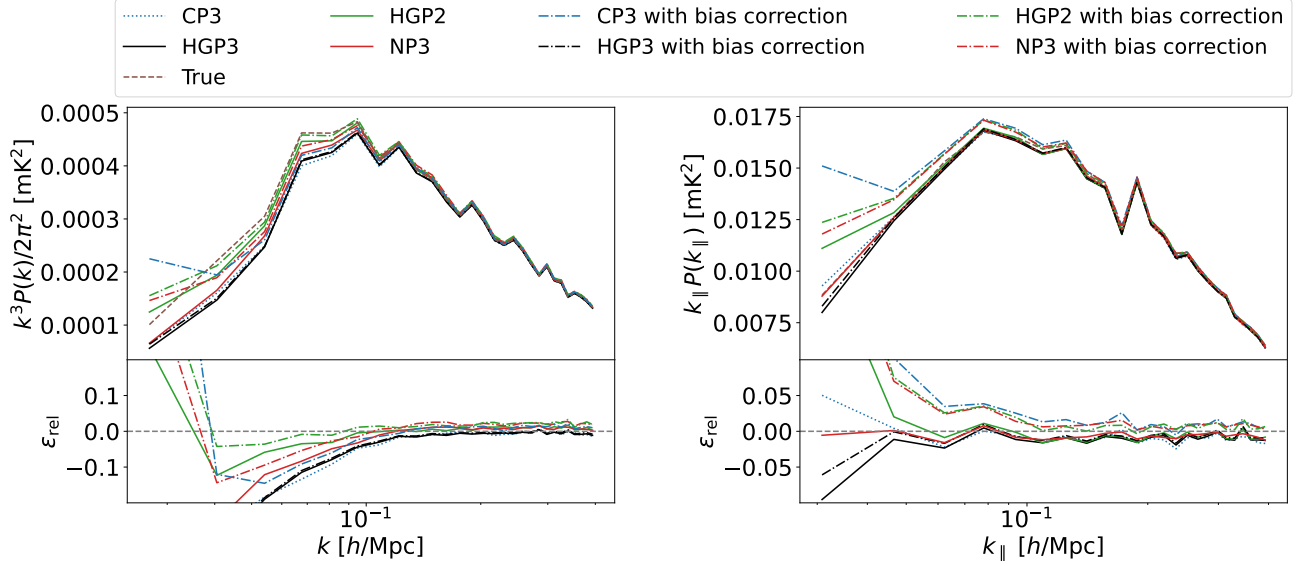 CP3 HGP2 CP3 with bias correction HGP2 with bias correction
HGP3 NP3 HGP3 with bias correction NP3 with bias correction
True
k³P(k)/2π² [mK²]
0.0005
0.0004
0.0003
0.0002
0.0001
ε_rel
0.1
0.0
−0.1
10⁻¹
k [h/Mpc]
k_∥P(k_∥) [mK²]
0.0175
0.0150
0.0125
0.0100
0.0075
ε_rel
0.05
0.00
−0.05
10⁻¹
k_∥ [h/Mpc]